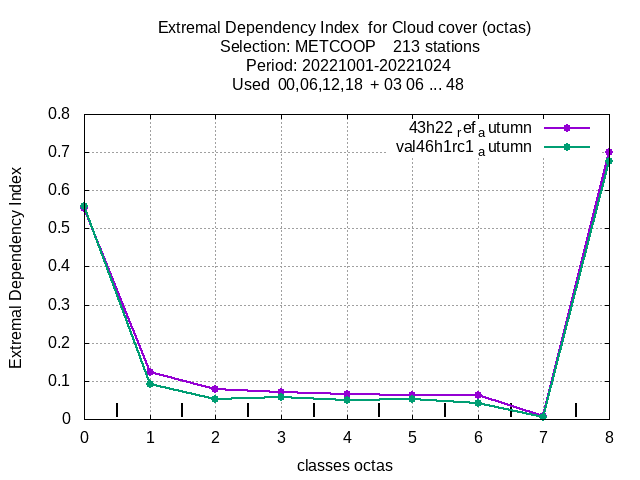 Extremal Dependency Index for Cloud cover (octas)
Selection: METCOOP 213 stations
Period: 20221001-20221024
Used 00,06,12,18 + 03 06 ... 48
43h22 ref autumn
val46h1rc1 autumn
Extremal Dependency Index
0.8
0.7
0.6
0.5
0.4
0.3
0.2
0.1
0
0 1 2 3 4 5 6 7 8
classes octas